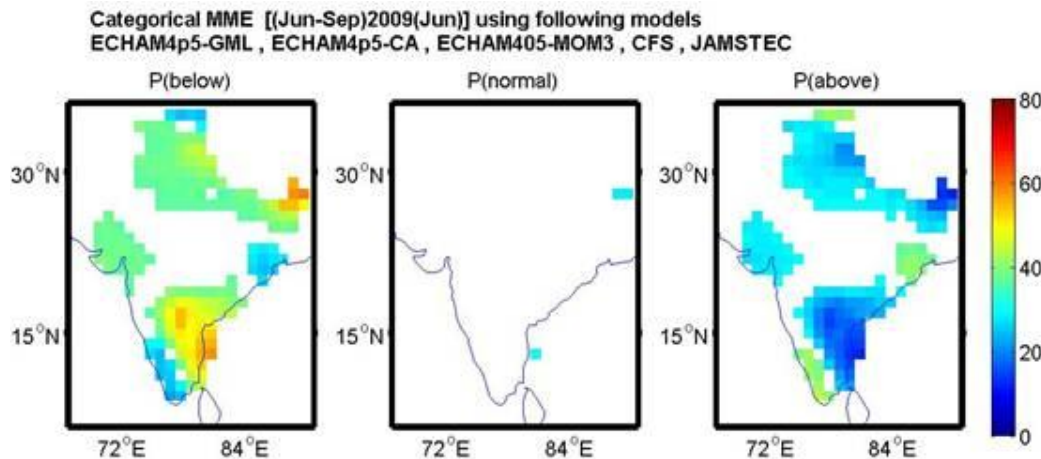 Categorical MME [(Jun-Sep)2009(Jun)] using following models
ECHAM4p5-GML , ECHAM4p5-CA , ECHAM405-MOM3 , CFS , JAMSTEC
P(below)
P(normal)
P(above)
30°N
15°N
72°E
84°E
30°N
15°N
72°E
84°E
30°N
15°N
72°E
84°E
80
60
40
20
0